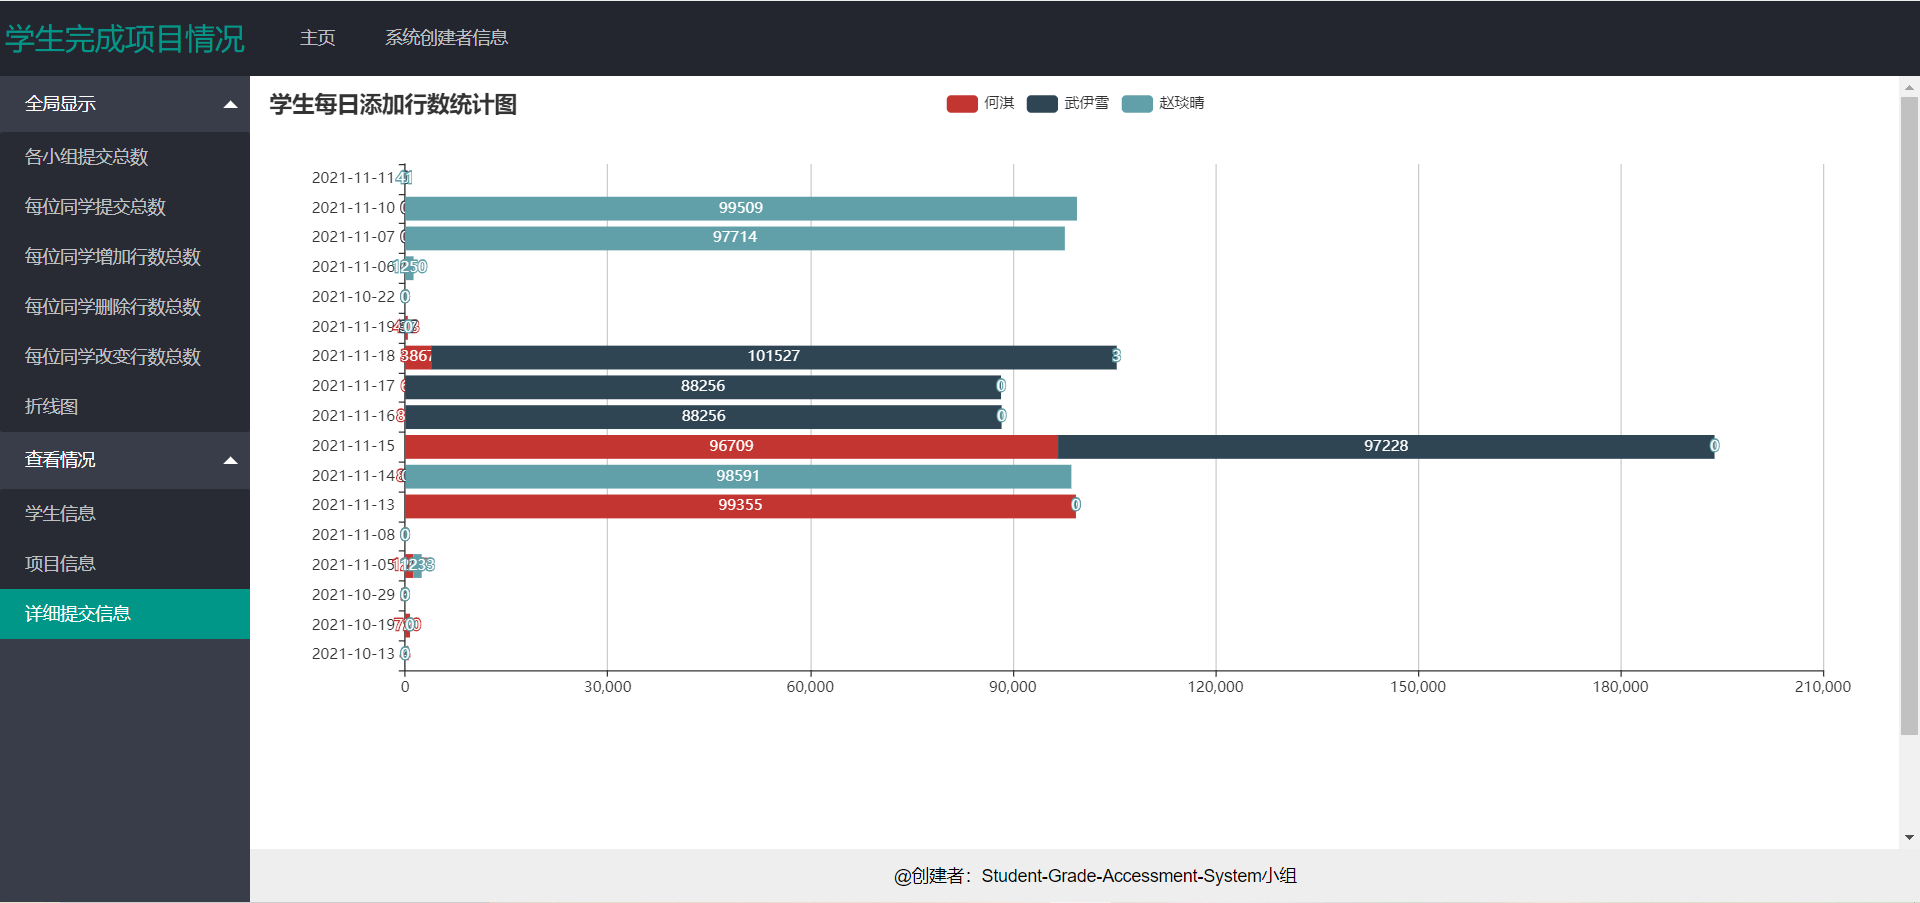 学生完成项目情况 主页 系统创建者信息
全局显示
各小组提交总数
每位同学提交总数
每位同学增加行数总数
每位同学删除行数总数
每位同学改变行数总数
折线图
查看情况
学生信息
项目信息
详细提交信息
学生每日添加行数统计图
何淇 武伊雪 赵琰晴
2021-11-11 41
2021-11-10 99509
2021-11-07 97714
2021-11-06 1250
2021-10-22 0
2021-11-19
2021-11-18 3867 101527 3
2021-11-17 88256 0
2021-11-16 88256 0
2021-11-15 96709 97228 0
2021-11-14 98591
2021-11-13 99355 0
2021-11-08 0
2021-11-05 1233
2021-10-29 0
2021-10-19
2021-10-13
0 30,000 60,000 90,000 120,000 150,000 180,000 210,000
@创建者：Student-Grade-Accessment-System小组